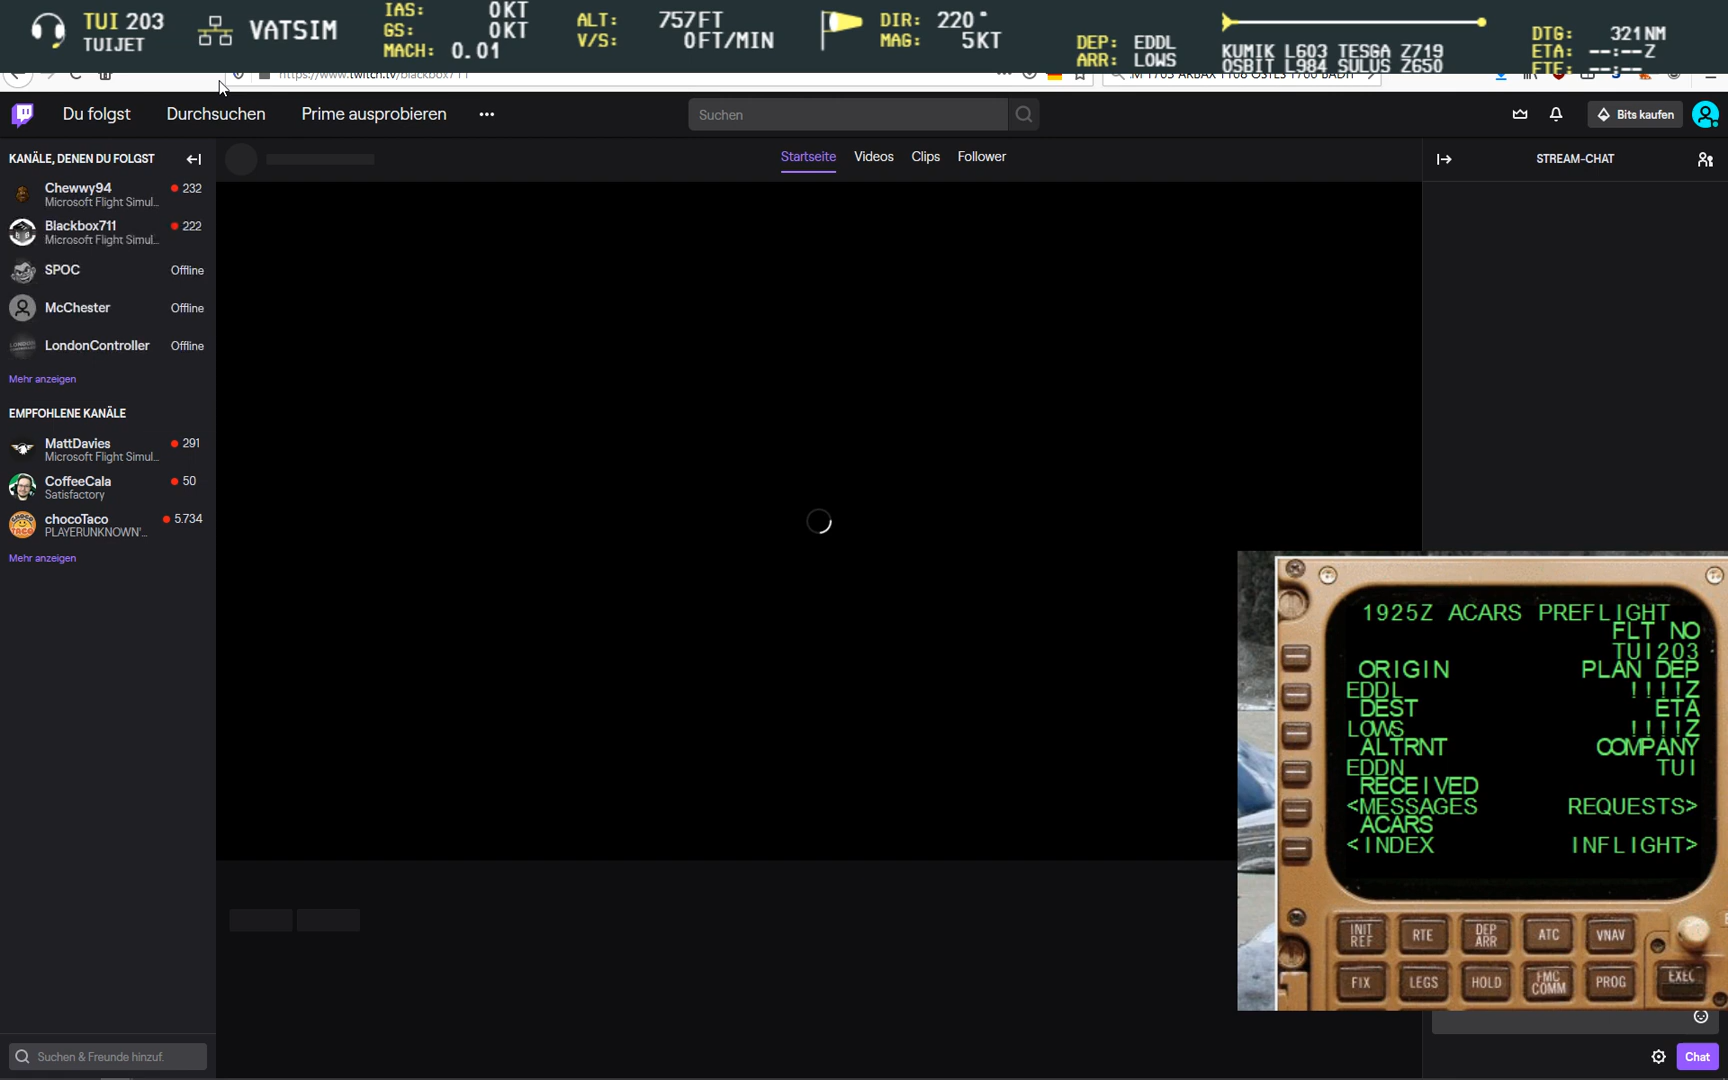 TUI 203
TUIJET
VATSIM
IAS: 0KT
GS: 0KT
MACH: 0.01
ALT: 757FT
V/S: 0FT/MIN
DIR: 220°
MAG: 5KT
DEP: EDDL
ARR: LOWS
KUMIK L603 TESGA Z719
OSBIT L984 SULUS Z650
DTG: 321NM
ETA: --:--Z
ETE: --:--
https://www.twitch.tv/blackbox711
Du folgst
Durchsuchen
Prime ausprobieren
Suchen
Bits kaufen
KANÄLE, DENEN DU FOLGST
Chewwy94 232
Microsoft Flight Simul...
Blackbox711 222
Microsoft Flight Simul...
SPOC Offline
McChester Offline
LondonController Offline
Mehr anzeigen
EMPFOHLENE KANÄLE
MattDavies 291
Microsoft Flight Simul...
CoffeeCala 50
Satisfactory
chocoTaco 5.734
PLAYERUNKNOWN'...
Mehr anzeigen
Suchen & Freunde hinzuf.
Startseite
Videos
Clips
Follower
STREAM-CHAT
1925Z ACARS PREFLIGHT
FLT NO
TUI203
ORIGIN PLAN DEP
EDDL !!!!Z
DEST ETA
LOWS !!!!Z
ALTRNT COMPANY
EDDN TUI
RECEIVED
<MESSAGES REQUESTS>
ACARS
<INDEX INFLIGHT>
INIT REF
RTE
DEP ARR
ATC
VNAV
FIX
LEGS
HOLD
FMC COMM
PROG
EXEC
Chat